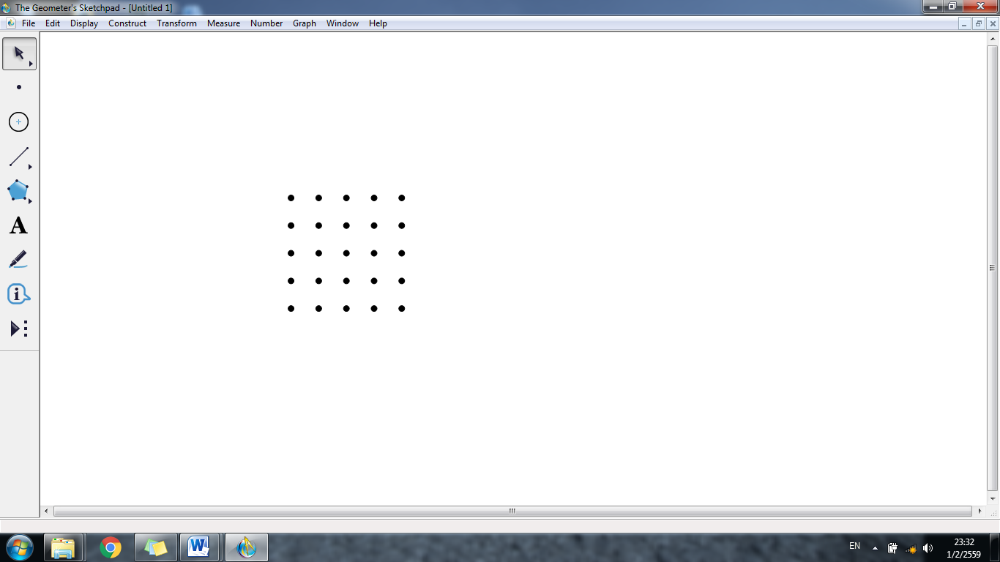 The Geometer's Sketchpad - [Untitled 1]
File Edit Display Construct Transform Measure Number Graph Window Help
A
i
W
EN
23:32
1/2/2559